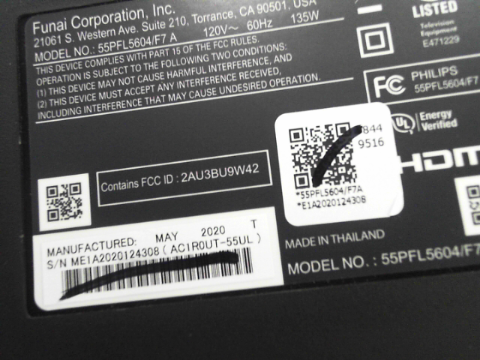 Funai Corporation, Inc.
21061 S. Western Ave. Suite 210, Torrance, CA 90501, USA
MODEL NO.: 55PFL5604/F7 A 120V~ 60Hz 135W
THIS DEVICE COMPLIES WITH PART 15 OF THE FCC RULES.
OPERATION IS SUBJECT TO THE FOLLOWING TWO CONDITIONS:
(1) THIS DEVICE MAY NOT CAUSE HARMFUL INTERFERENCE, AND
(2) THIS DEVICE MUST ACCEPT ANY INTERFERENCE RECEIVED,
INCLUDING INTERFERENCE THAT MAY CAUSE UNDESIRED OPERATION.
LISTED
Television
Equipment
E471229
FC PHILIPS
55PFL5604/F7
UL Energy
Verified
HDMI
844
9516
*55PFL5604/F7A
*E1A2020124308
Contains FCC ID : 2AU3BU9W42
MANUFACTURED: MAY 2020 T
S/N ME1A2020124308 ( AC1R0UT-55UL )
MADE IN THAILAND
MODEL NO. : 55PFL5604/F7